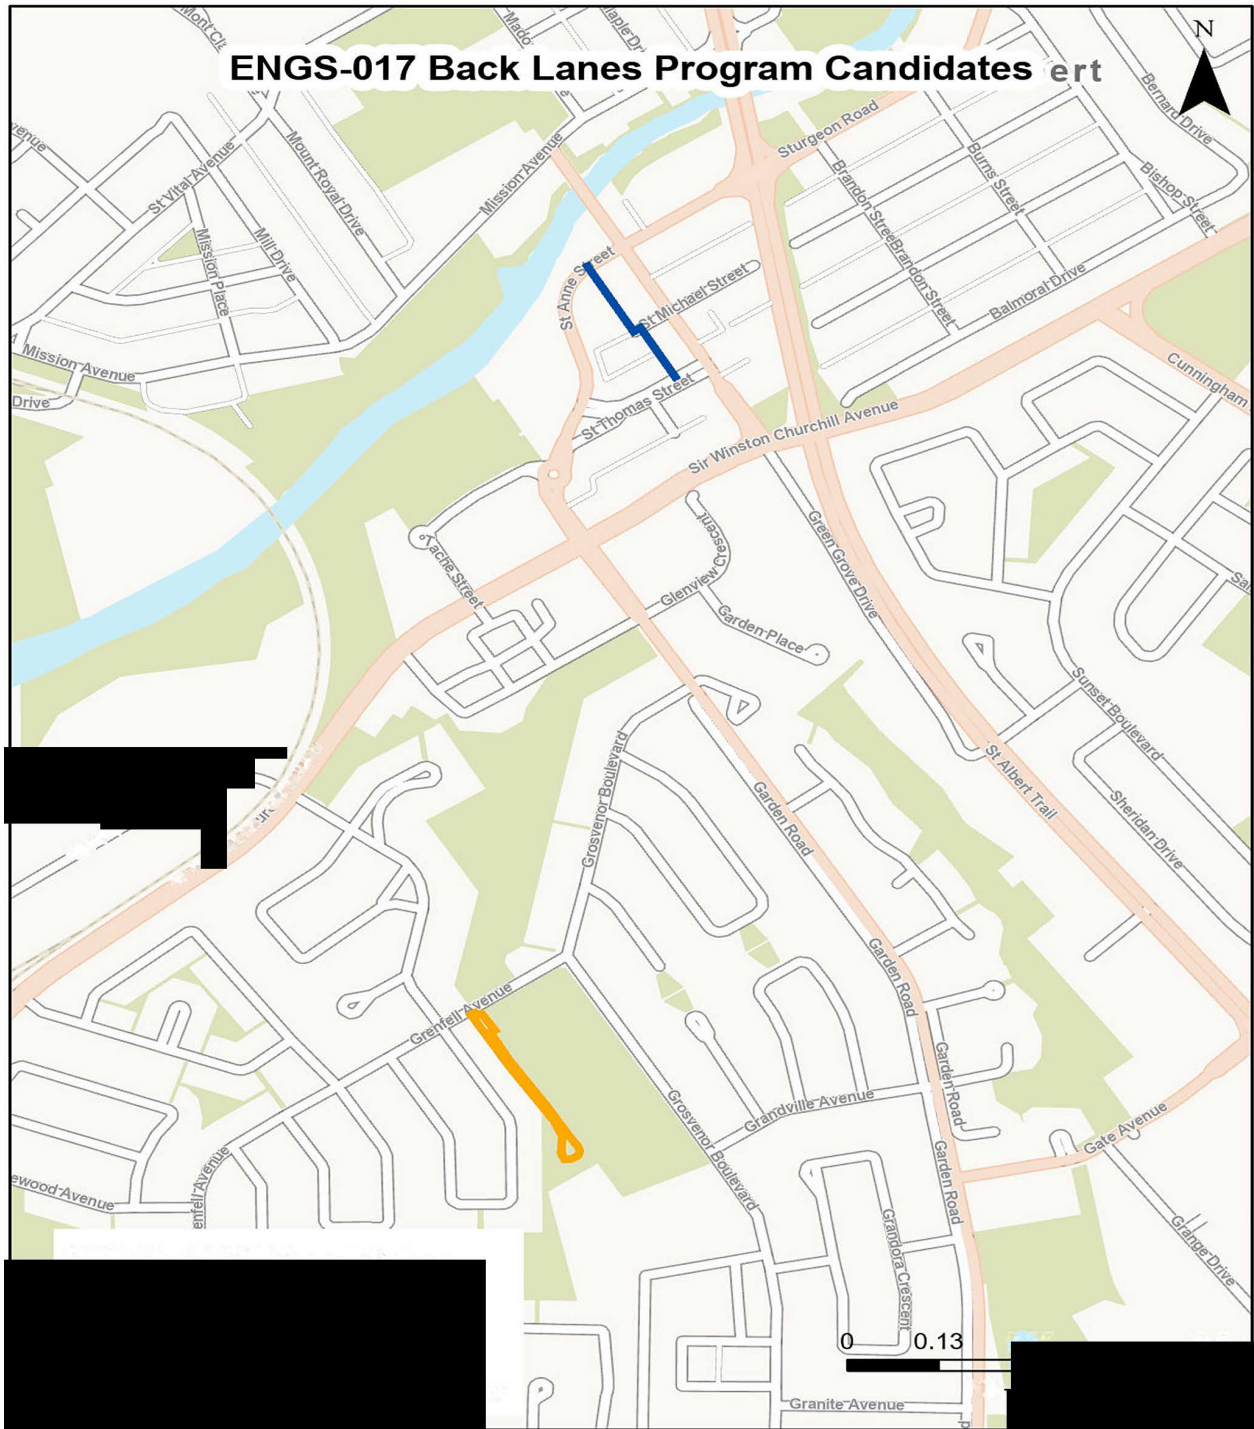 N
ENGS-017 Back Lanes Program Candidates ert
Mount Royal Drive
St Vital Avenue
Mission Avenue
Sturgeon Road
Bernard Drive
Bishop Street
Burns Street
Brandon Stree
Brandon Street
Balmoral Drive
Mission Place
Mill Drive
St Anne Street
St Michael Street
Mission Avenue
Drive
Cunningham
St Thomas Street
Sir Winston Churchill Avenue
Tache Street
Glenview Crescent
Green Grove Drive
Garden Place
Sunset Boulevard
St Albert Trail
Sheridan Drive
Grosvenor Boulevard
Garden Road
Garden Road
Grenfell Avenue
Garden Road
Grandville Avenue
Grosvenor Boulevard
Gate Avenue
enfell Avenue
ewood Avenue
Garden Road
Grandora Crescent
Grange Drive
0 0.13
Granite Avenue